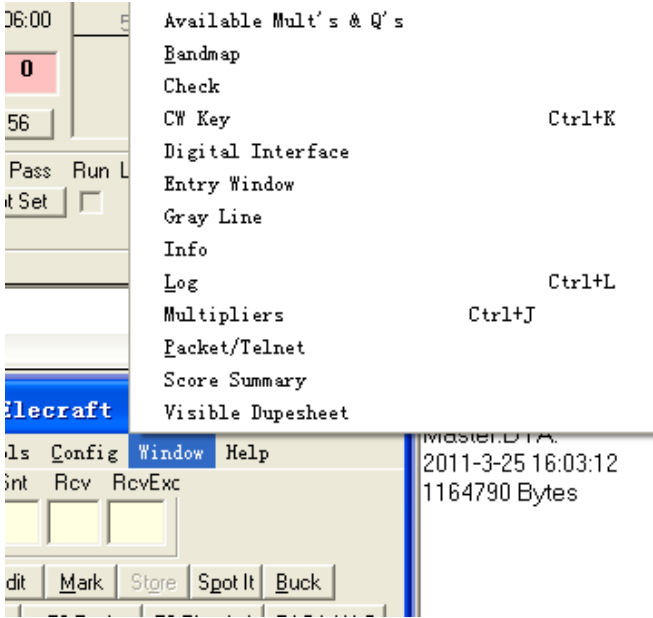 06:00
Available Mult's & Q's
0
Bandmap
Check
56
CW Key Ctrl+K
Digital Interface
Pass Run L
Entry Window
Set
Gray Line
Info
Log Ctrl+L
Multipliers Ctrl+J
Packet/Telnet
Score Summary
Elecraft
Visible Dupesheet
Master.DTA.
Config Window Help
2011-3-25 16:03:12
Rcv RcvExc
1164790 Bytes
Mark Store Spot It Buck